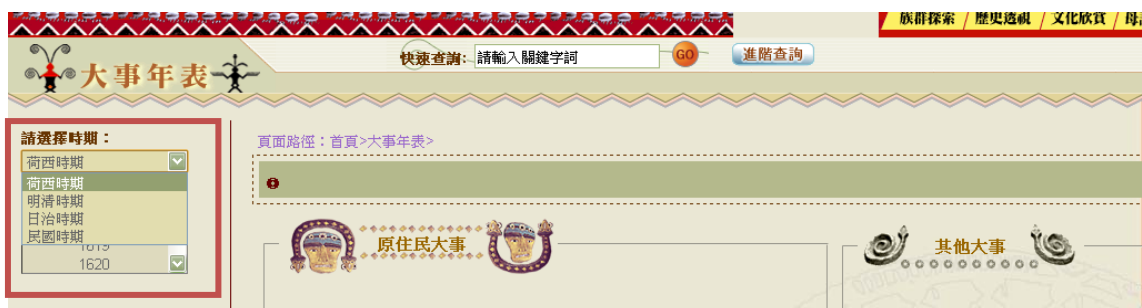 族群探索 / 歷史透視 / 文化欣賞 /
大事年表
快速查詢: 請輸入關鍵字詞 GO 進階查詢
請選擇時期：
荷西時期
荷西時期
明清時期
日治時期
民國時期
1619
1620
頁面路徑：首頁>大事年表>
原住民大事
其他大事